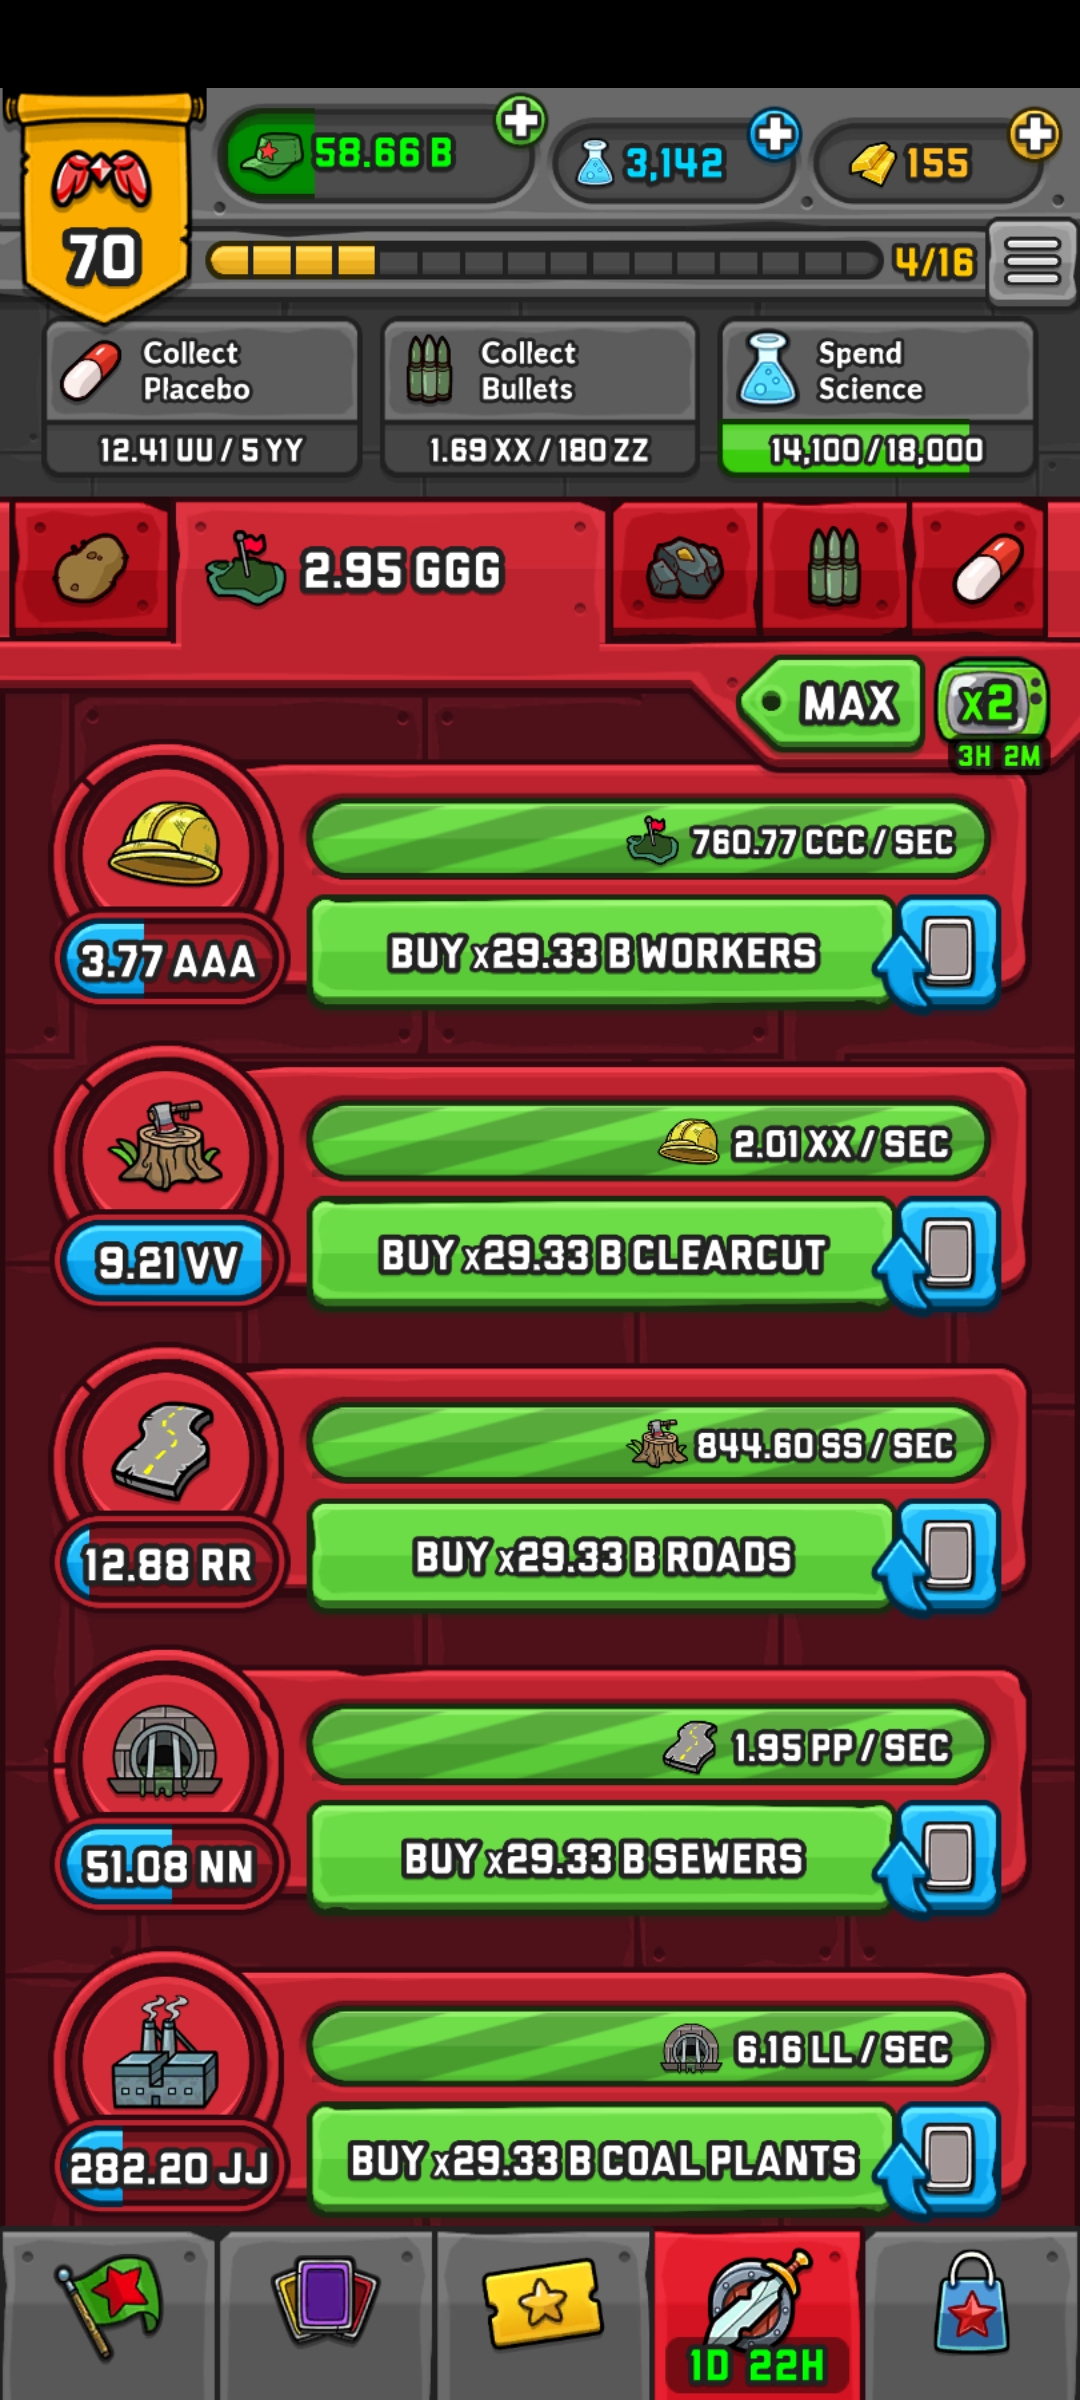 58.66 B
3,142
155
70
4/16
Collect
Placebo
12.41 UU / 5 YY
Collect
Bullets
1.69 XX / 180 ZZ
Spend
Science
14,100 / 18,000
2.95 GGG
MAX
x2
3H 2M
760.77 CCC / SEC
3.77 AAA
BUY x29.33 B WORKERS
2.01 XX / SEC
9.21 VV
BUY x29.33 B CLEARCUT
844.60 SS / SEC
12.88 RR
BUY x29.33 B ROADS
1.95 PP / SEC
51.08 NN
BUY x29.33 B SEWERS
6.16 LL / SEC
282.20 JJ
BUY x29.33 B COAL PLANTS
1D 22H